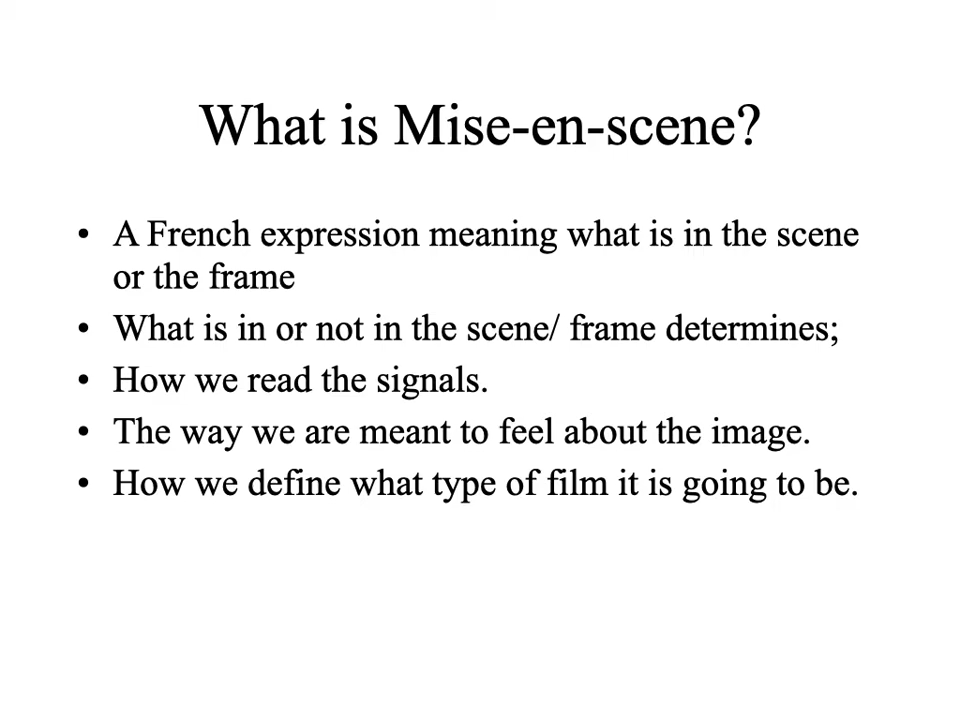 What is Mise-en-scene?
• A French expression meaning what is in the scene
or the frame
• What is in or not in the scene/ frame determines;
• How we read the signals.
• The way we are meant to feel about the image.
• How we define what type of film it is going to be.